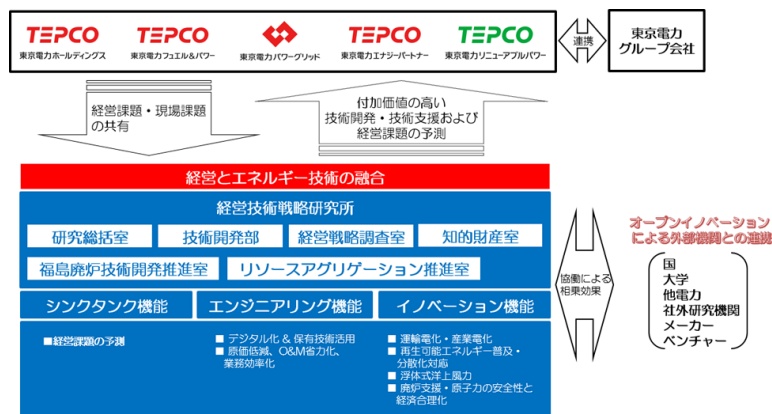 TEPCO
東京電力ホールディングス
TEPCO
東京電力フュエル&パワー
東京電力パワーグリッド
TEPCO
東京電力エナジーパートナー
TEPCO
東京電力リニューアブルパワー
連携
東京電力
グループ会社
経営課題・現場課題
の共有
付加価値の高い
技術開発・技術支援および
経営課題の予測
経営とエネルギー技術の融合
経営技術戦略研究所
研究総括室
技術開発部
経営戦略調査室
知的財産室
福島廃炉技術開発推進室
リソースアグリゲーション推進室
シンクタンク機能
エンジニアリング機能
イノベーション機能
■経営課題の予測
■ デジタル化 & 保有技術活用
■ 原価低減、O&M省力化、
業務効率化
■ 運輸電化・産業電化
■ 再生可能エネルギー普及・
分散化対応
■ 浮体式洋上風力
■ 廃炉支援・原子力の安全性と
経済合理化
協働による
相乗効果
オープンイノベーション
による外部機関との連携
国
大学
他電力
社外研究機関
メーカー
ベンチャー